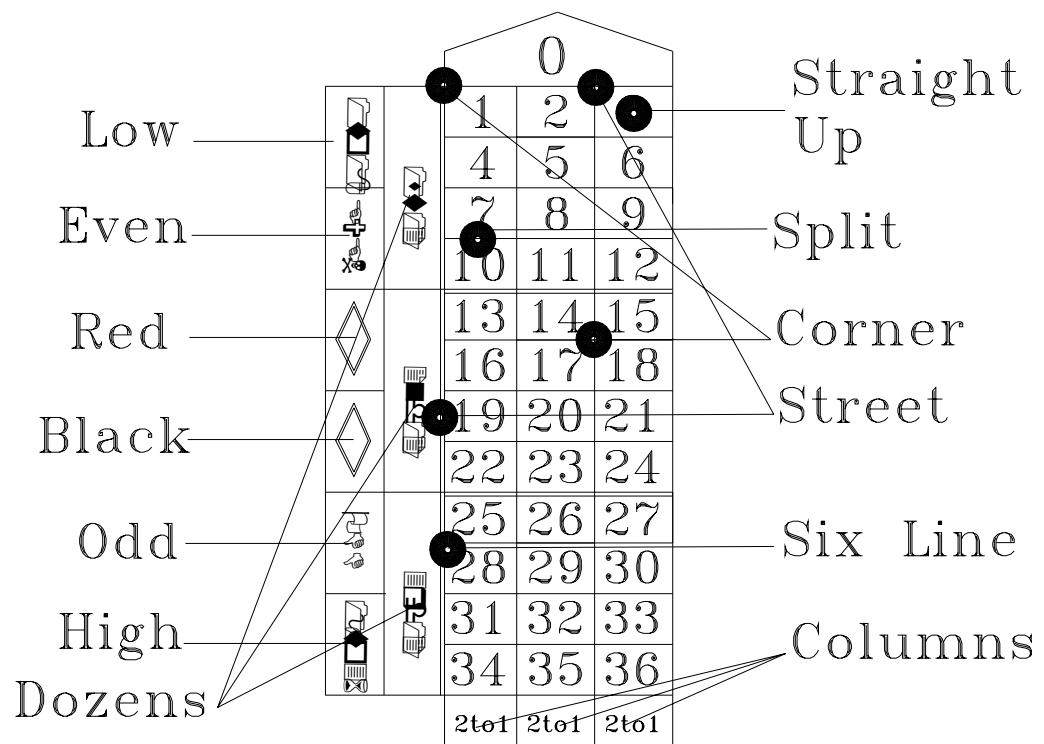 0
Straight
Up
1 2
Low
4 5 6
7 8 9
Even
Split
10 11 12
13 14 15
Red
Corner
16 17 18
19 20 21
Street
Black
22 23 24
25 26 27
Odd
Six Line
28 29 30
31 32 33
High
Columns
34 35 36
Dozens
2to1 2to1 2to1